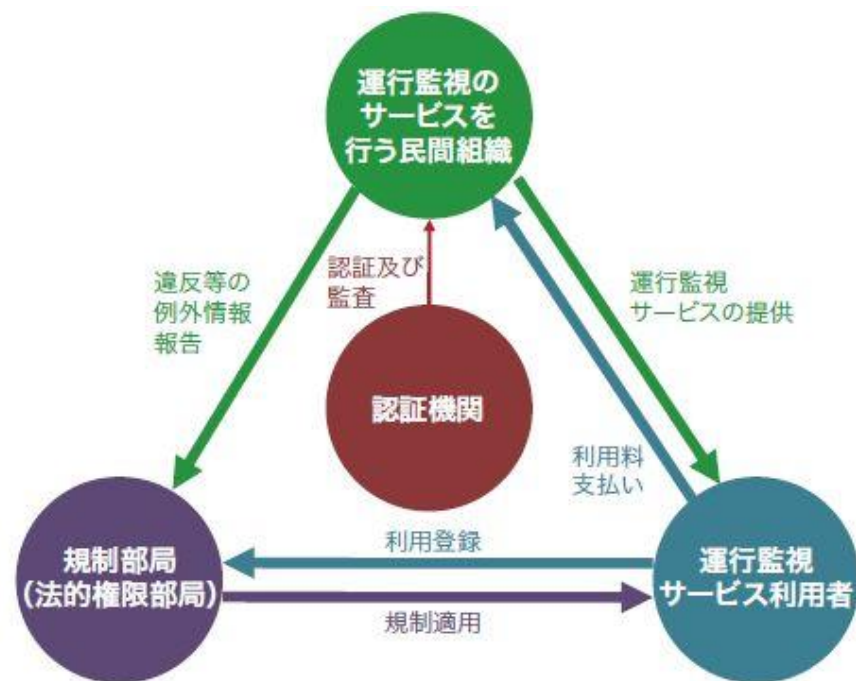 運行監視の
サービスを
行う民間組織
違反等の
例外情報
報告
認証及び
監査
運行監視
サービスの提供
認証機関
利用料
支払い
規制部局
(法的権限部局)
利用登録
規制適用
運行監視
サービス利用者